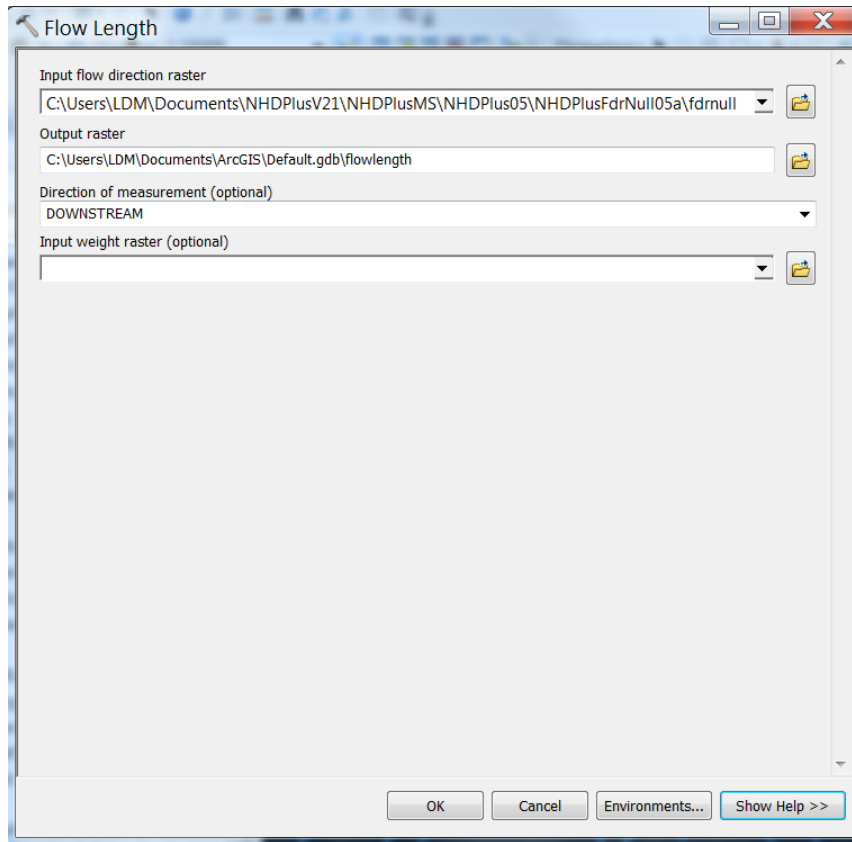 Flow Length
Input flow direction raster
C:\Users\LDM\Documents\NHDPlusV21\NHDPlusMS\NHDPlus05\NHDPlusFdrNull05a\fdrnull
Output raster
C:\Users\LDM\Documents\ArcGIS\Default.gdb\flowlength
Direction of measurement (optional)
DOWNSTREAM
Input weight raster (optional)
OK
Cancel
Environments...
Show Help >>